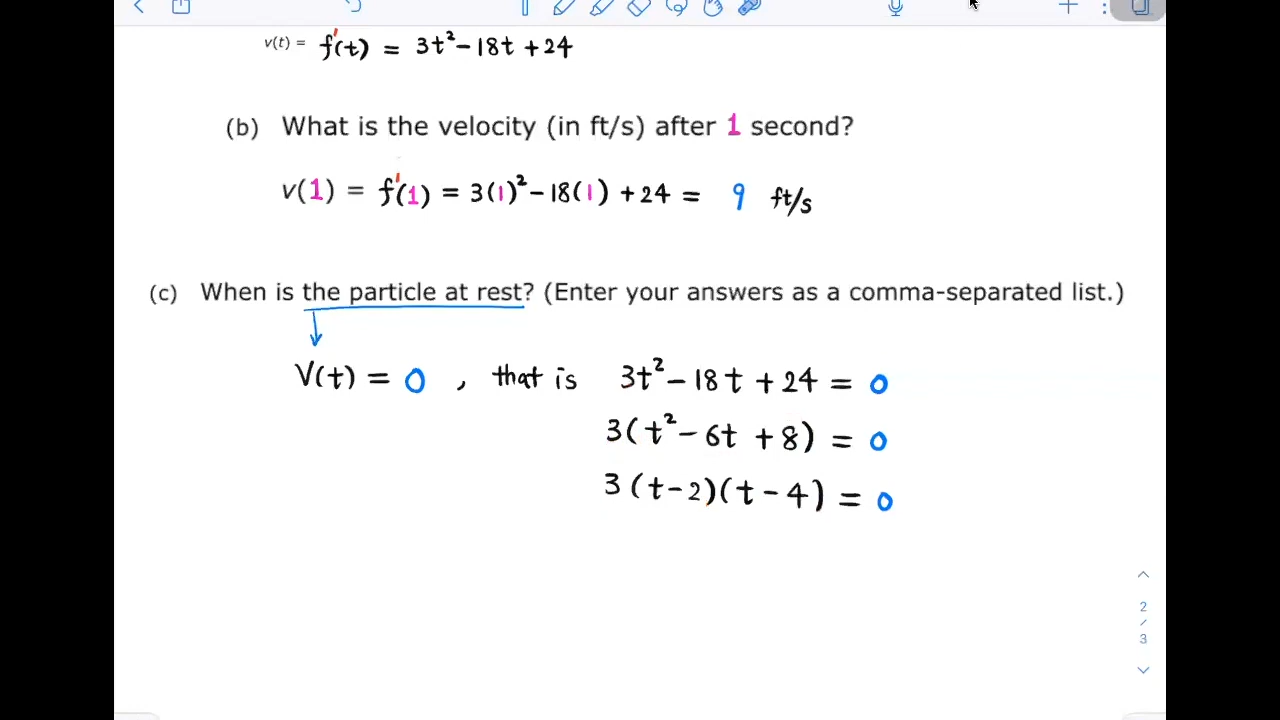 v(t) = f'(t) = 3t² - 18t + 24
(b) What is the velocity (in ft/s) after 1 second?
v(1) = f'(1) = 3(1)² - 18(1) + 24 = 9 ft/s
(c) When is the particle at rest? (Enter your answers as a comma-separated list.)
V(t) = 0 , that is 3t² - 18t + 24 = 0
3(t² - 6t + 8) = 0
3(t-2)(t-4) = 0
2
/
3